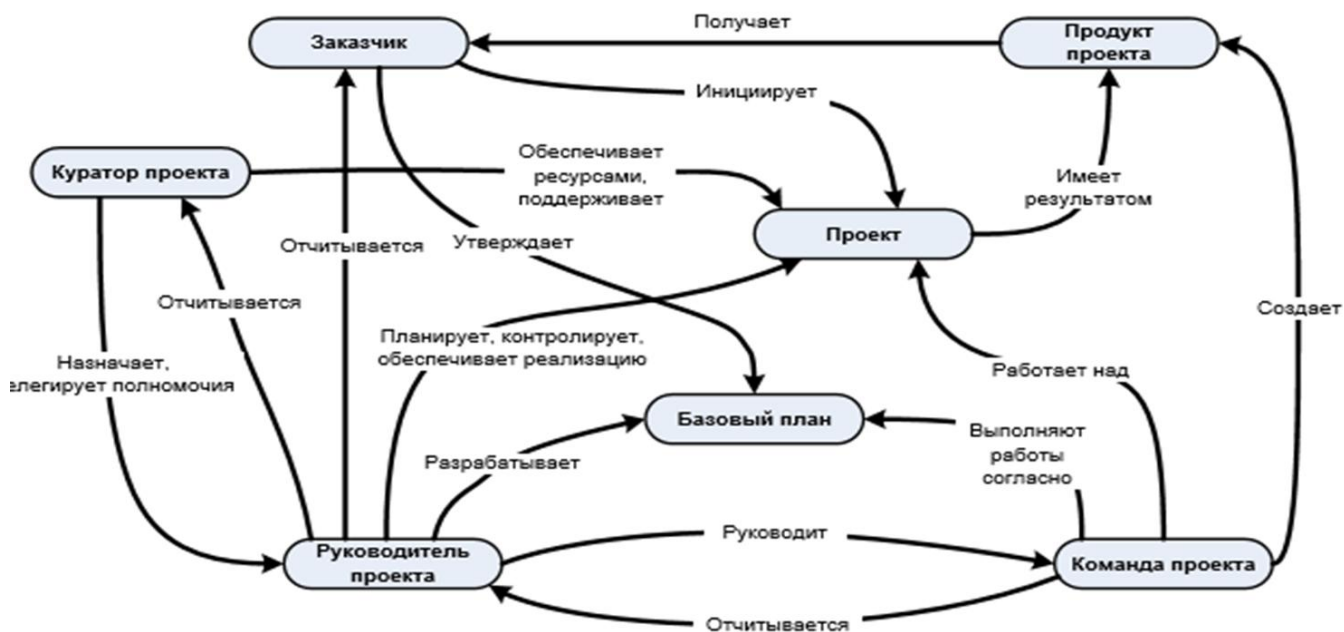 Получает
Заказчик
Продукт
проекта
Инициирует
Куратор проекта
Обеспечивает
ресурсами,
поддерживает
Имеет
результатом
Проект
Отчитывается
Утверждает
Отчитывается
Создает
Планирует, контролирует,
обеспечивает реализацию
Назначает,
елегирует полномочия
Работает над
Базовый план
Выполняют
работы
согласно
Разрабатывает
Руководитель
проекта
Руководит
Команда проекта
Отчитывается